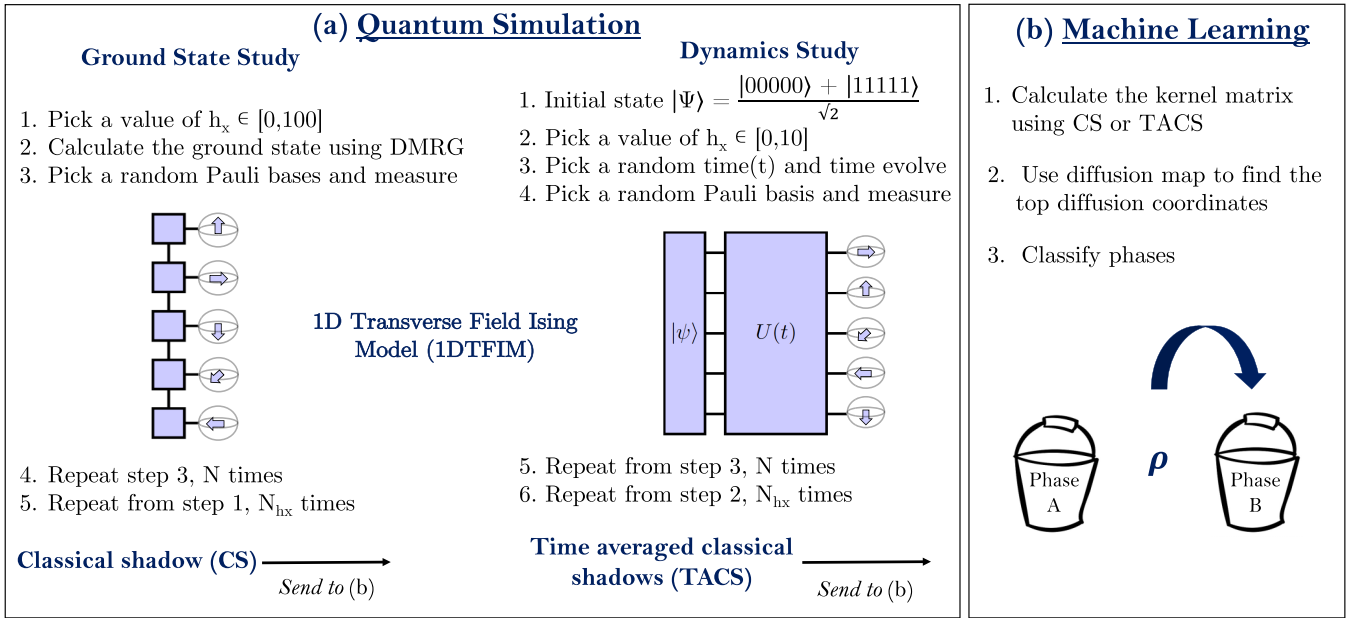 (a) Quantum Simulation
Ground State Study
1. Pick a value of hₓ ∈ [0,100]
2. Calculate the ground state using DMRG
3. Pick a random Pauli bases and measure
4. Repeat step 3, N times
5. Repeat from step 1, N_hx times
Classical shadow (CS)
Send to (b)
1D Transverse Field Ising
Model (1DTFIM)
Dynamics Study
1. Initial state |Ψ⟩ = (|00000⟩ + |11111⟩)/√2
2. Pick a value of hₓ ∈ [0,10]
3. Pick a random time(t) and time evolve
4. Pick a random Pauli basis and measure
|ψ⟩
U(t)
5. Repeat from step 3, N times
6. Repeat from step 2, N_hx times
Time averaged classical
shadows (TACS)
Send to (b)
(b) Machine Learning
1. Calculate the kernel matrix
using CS or TACS
2. Use diffusion map to find the
top diffusion coordinates
3. Classify phases
Phase
A
ρ
Phase
B